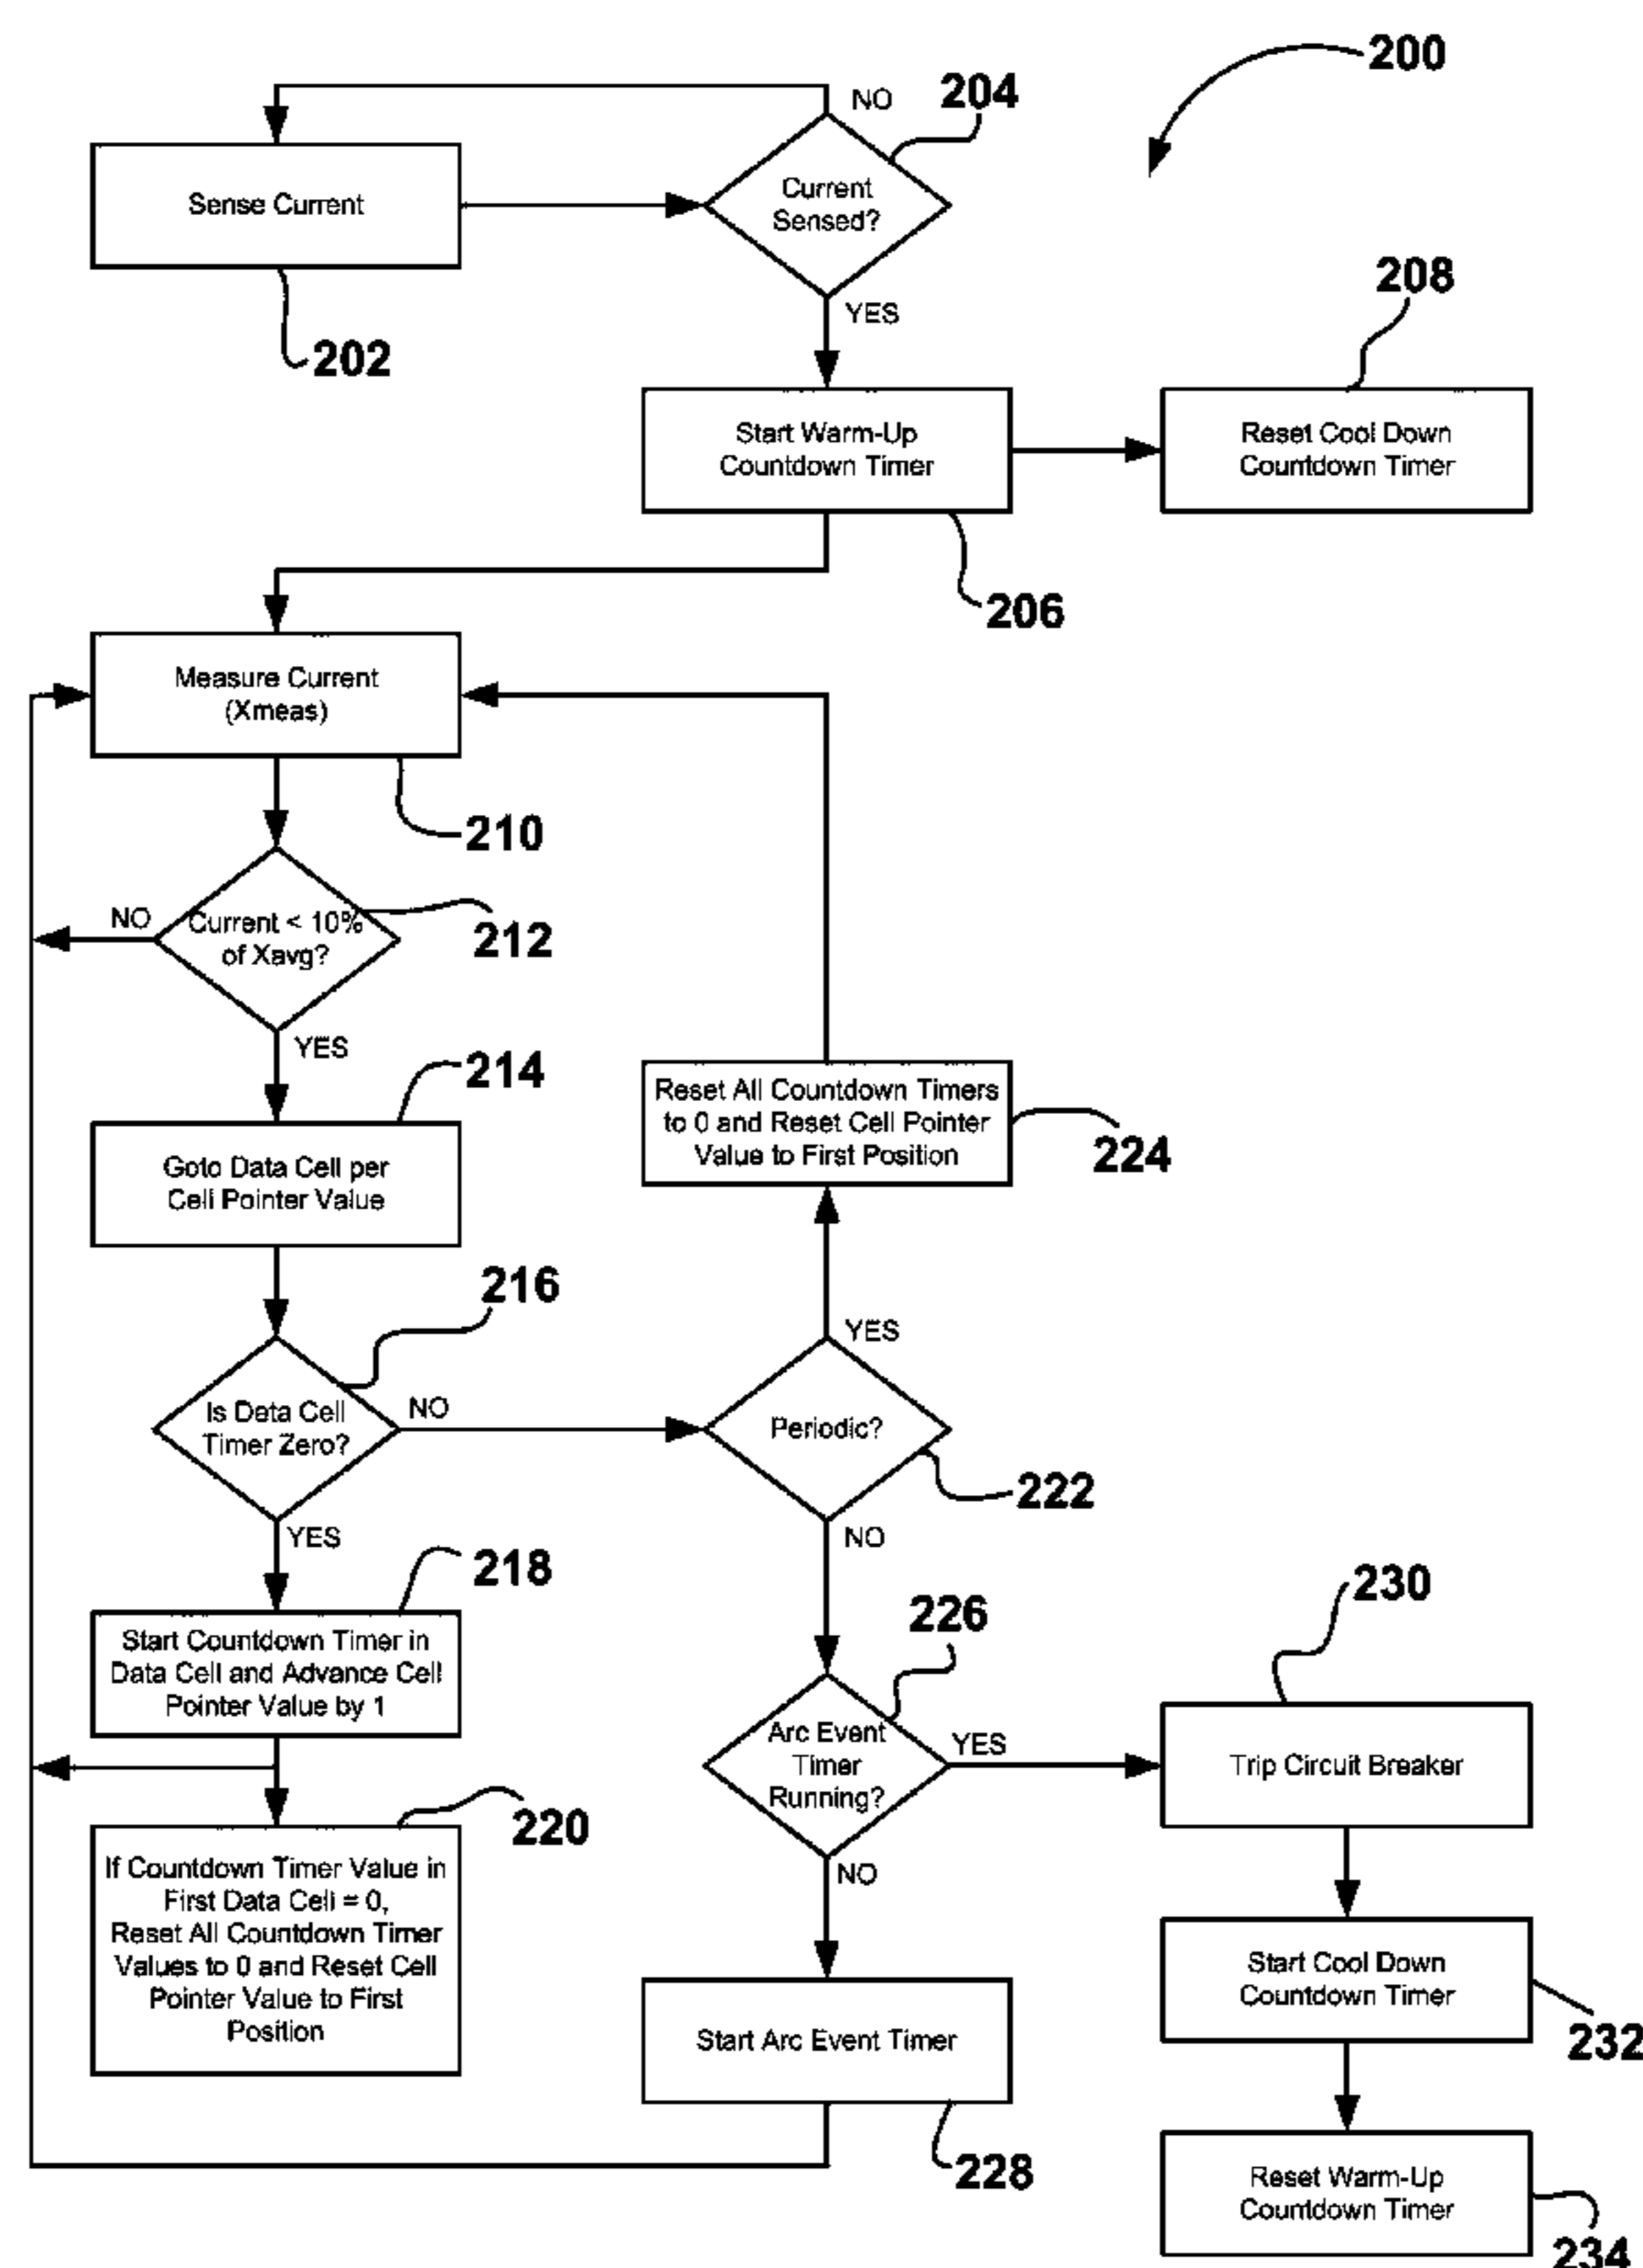 200
NO
204
Sense Current
Current
Sensed?
202
YES
208
Start Warm-Up
Countdown Timer
Reset Cool Down
Countdown Timer
206
Measure Current
(Xmeas)
210
NO
Current < 10%
of Xavg?
212
YES
214
Goto Data Cell per
Cell Pointer Value
Reset All Countdown Timers
to 0 and Reset Cell Pointer
Value to First Position
224
216
YES
Is Data Cell
Timer Zero?
NO
Periodic?
222
YES
NO
218
Start Countdown Timer in
Data Cell and Advance Cell
Pointer Value by 1
226
230
Arc Event
Timer
Running?
YES
Trip Circuit Breaker
220
If Countdown Timer Value in
First Data Cell = 0,
Reset All Countdown Timer
Values to 0 and Reset Cell
Pointer Value to First
Position
NO
Start Cool Down
Countdown Timer
232
Start Arc Event Timer
228
Reset Warm-Up
Countdown Timer
234